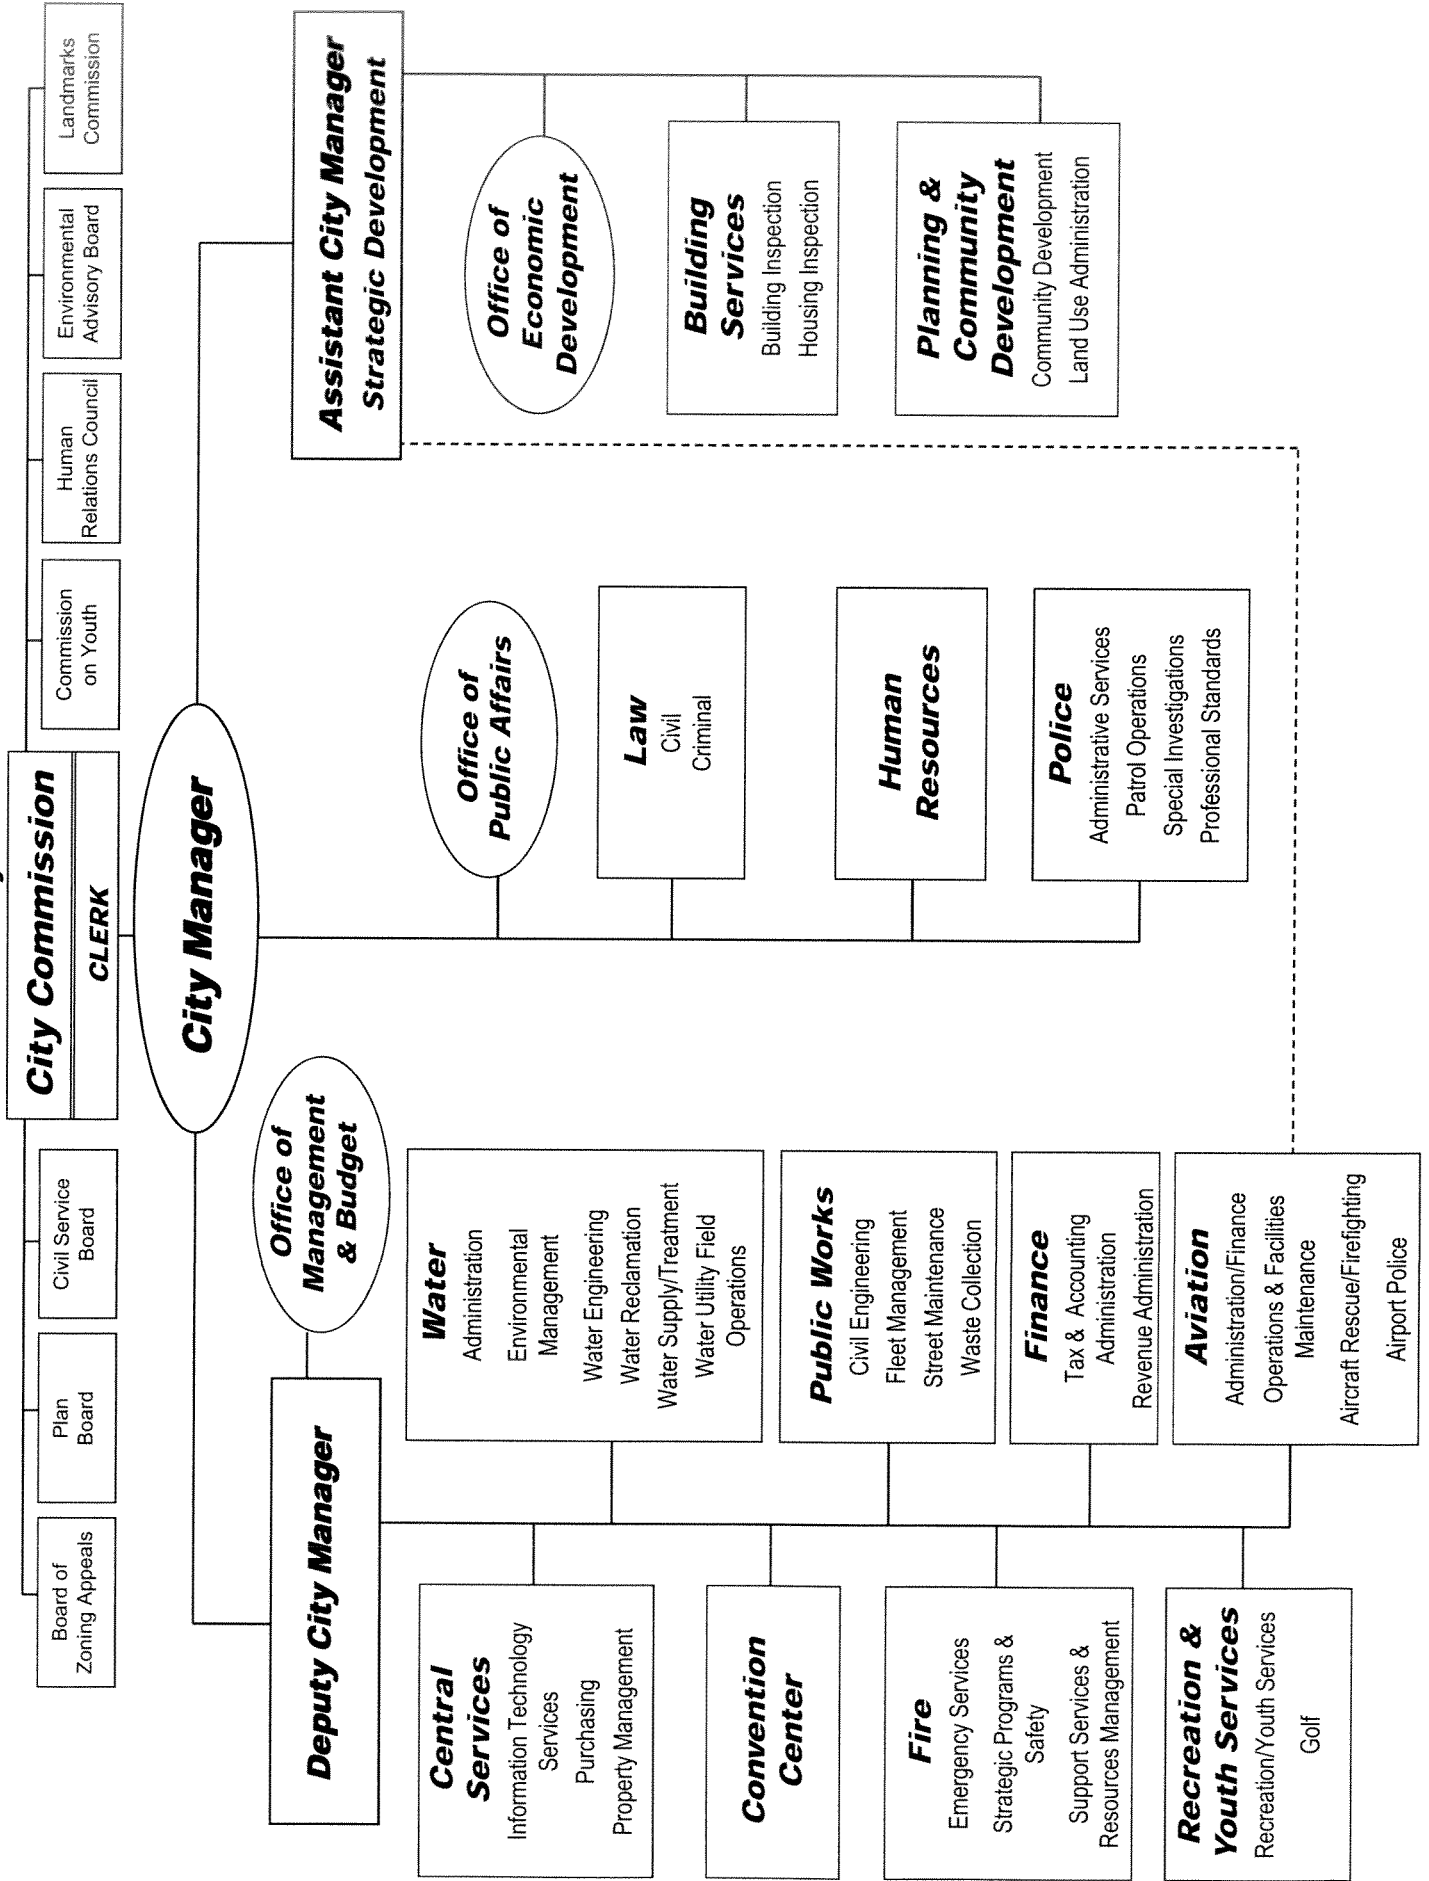 City Commission
CLERK
Board of
Zoning Appeals
Plan
Board
Civil Service
Board
Commission
on Youth
Human
Relations Council
Environmental
Advisory Board
Landmarks
Commission
City Manager
Deputy City Manager
Office of
Management
& Budget
Assistant City Manager
Strategic Development
Central
Services
Information Technology
Services
Purchasing
Property Management
Convention
Center
Fire
Emergency Services
Strategic Programs &
Safety
Support Services &
Resources Management
Recreation &
Youth Services
Recreation/Youth Services
Golf
Water
Administration
Environmental
Management
Water Engineering
Water Reclamation
Water Supply/Treatment
Water Utility Field
Operations
Public Works
Civil Engineering
Fleet Management
Street Maintenance
Waste Collection
Finance
Tax & Accounting
Administration
Revenue Administration
Aviation
Administration/Finance
Operations & Facilities
Maintenance
Aircraft Rescue/Firefighting
Airport Police
Office of
Public Affairs
Law
Civil
Criminal
Human
Resources
Police
Administrative Services
Patrol Operations
Special Investigations
Professional Standards
Office of
Economic
Development
Building
Services
Building Inspection
Housing Inspection
Planning &
Community
Development
Community Development
Land Use Administration